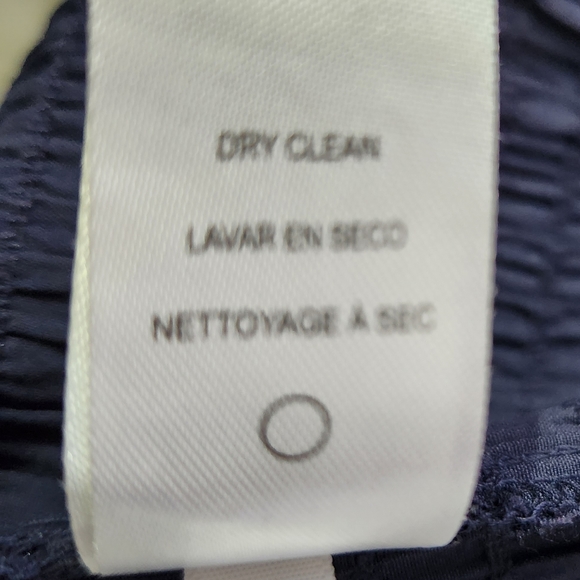 DRY CLEAN
LAVAR EN SECO
NETTOYAGE À SEC